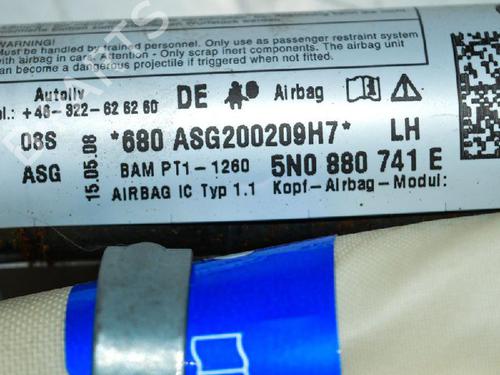 Must be handled by trained personnel. Only use as passenger restraint system
with airbag in cars. Attention - Only scrap inert components. The airbag unit
can become a dangerous projectile if triggered when not fitted.
Autoliv DE Airbag
+46-322-62 62 60
08S *680 ASG200209H7* LH
ASG 15.05.08 BAM PT1-1260 5N0 880 741 E
AIRBAG IC Typ 1.1 Kopf-Airbag-Modul: